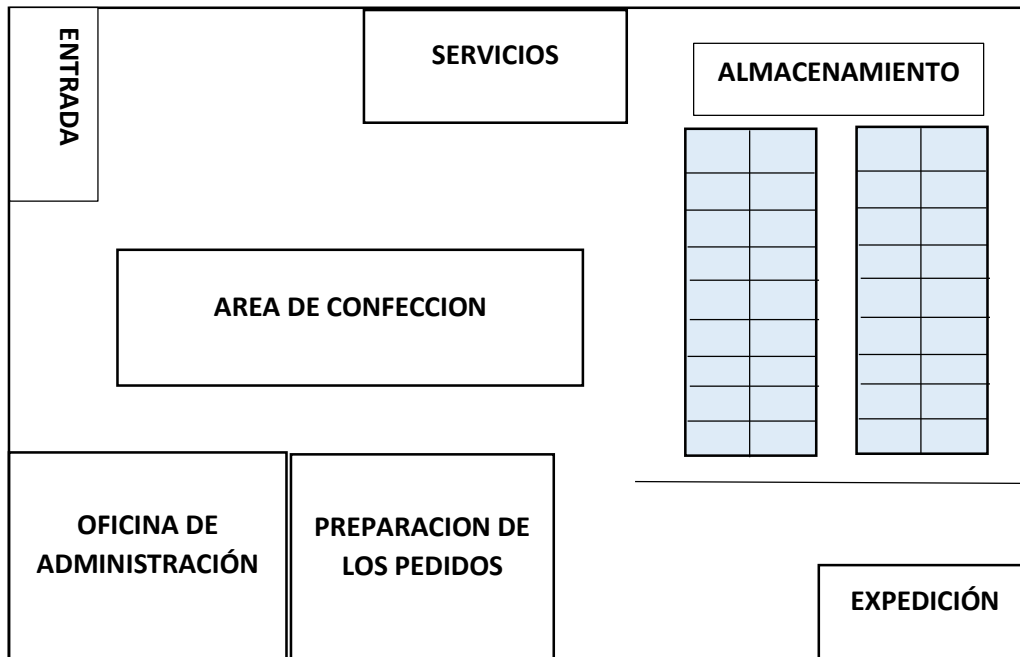 ENTRADA
SERVICIOS
ALMACENAMIENTO
AREA DE CONFECCION
OFICINA DE
ADMINISTRACIÓN
PREPARACION DE
LOS PEDIDOS
EXPEDICIÓN